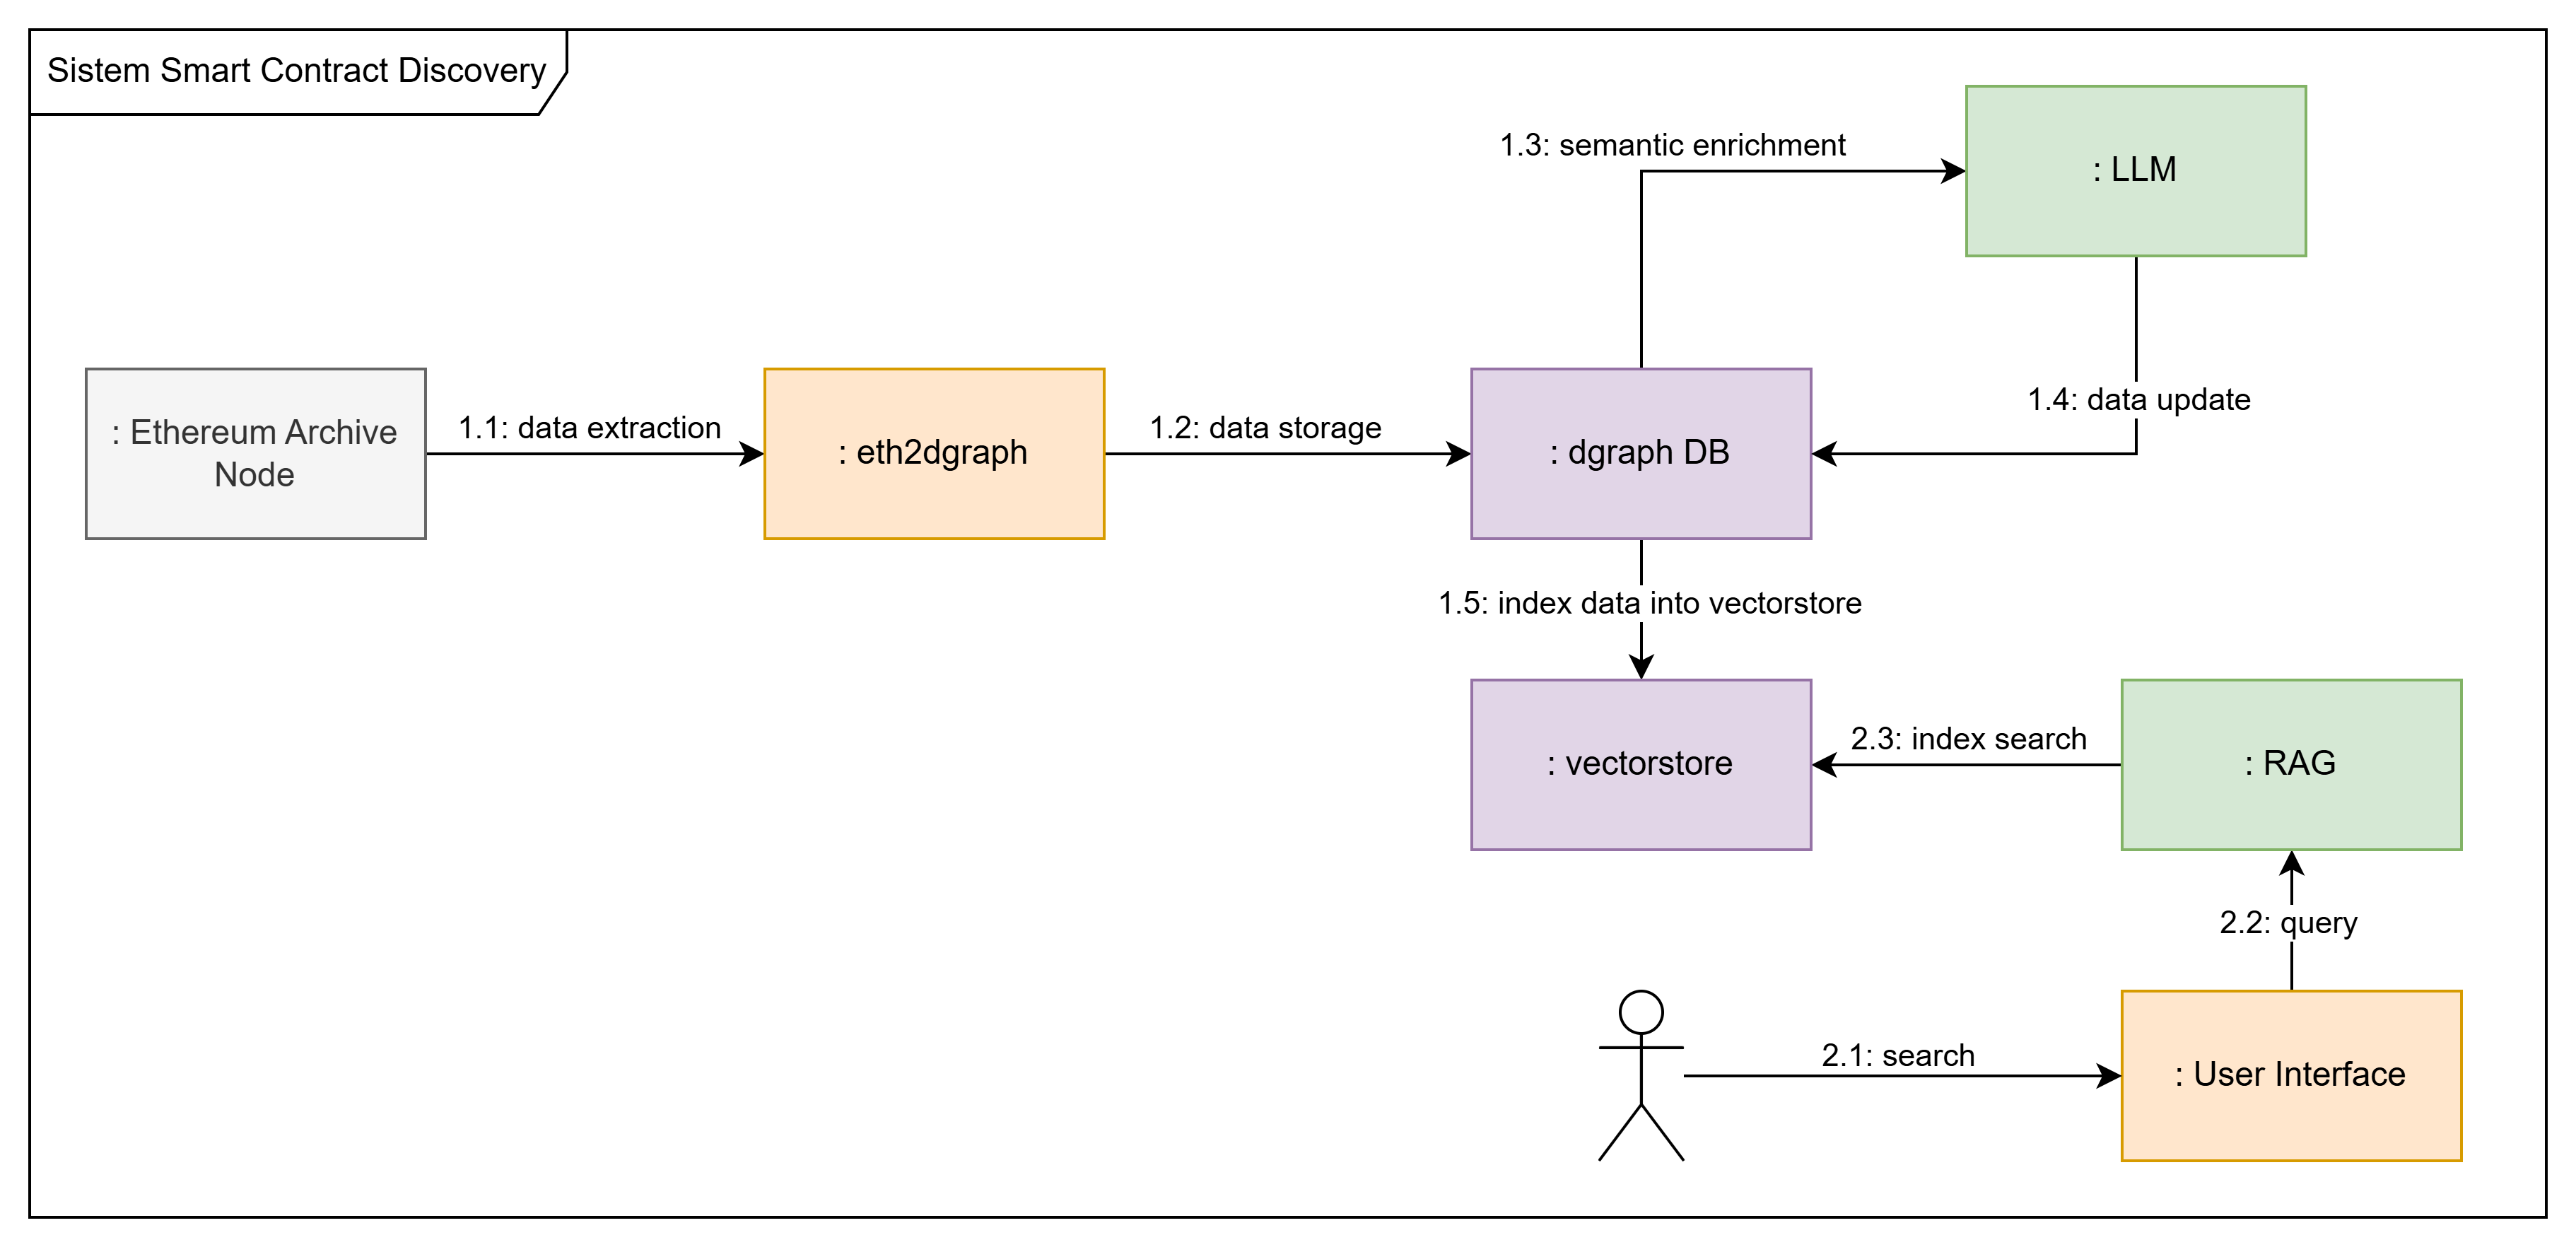 Sistem Smart Contract Discovery
1.3: semantic enrichment
: LLM
: Ethereum Archive
Node
1.1: data extraction
: eth2dgraph
1.2: data storage
: dgraph DB
1.4: data update
1.5: index data into vectorstore
: vectorstore
2.3: index search
: RAG
2.2: query
2.1: search
: User Interface